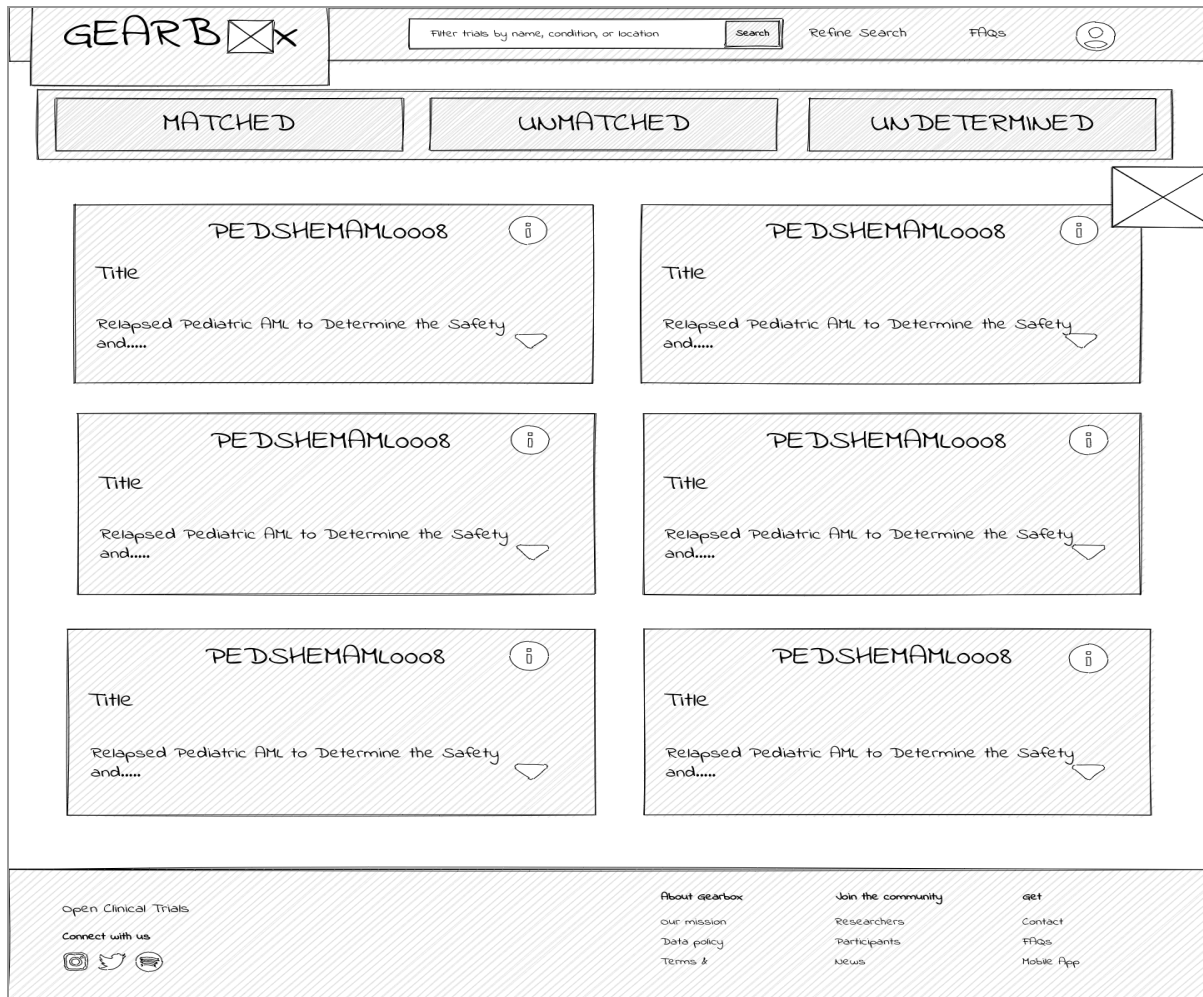 GEARB x
Filter trials by name, condition, or location
Search
Refine Search
FAQs
MATCHED
UNMATCHED
UNDETERMINED
PEDSHEMAML0008
i
Title
Relapsed Pediatric AML to Determine the Safety
and.....
PEDSHEMAML0008
i
Title
Relapsed Pediatric AML to Determine the Safety
and.....
PEDSHEMAML0008
i
Title
Relapsed Pediatric AML to Determine the Safety
and.....
PEDSHEMAML0008
i
Title
Relapsed Pediatric AML to Determine the Safety
and.....
PEDSHEMAML0008
i
Title
Relapsed Pediatric AML to Determine the Safety
and.....
PEDSHEMAML0008
i
Title
Relapsed Pediatric AML to Determine the Safety
and.....
Open Clinical Trials
Connect with us
About Gearbox
Our mission
Data policy
Terms &
Join the community
Researchers
Participants
News
Get
Contact
FAQs
Mobile App